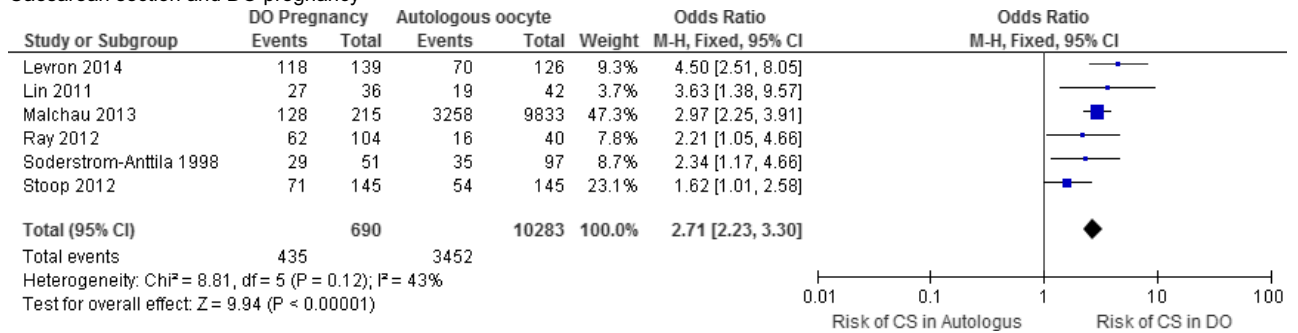 Caesarean section and DO pregnancy
DO Pregnancy Autologous oocyte Odds Ratio Odds Ratio
Study or Subgroup Events Total Events Total Weight M-H, Fixed, 95% CI M-H, Fixed, 95% CI
Levron 2014 118 139 70 126 9.3% 4.50 [2.51, 8.05]
Lin 2011 27 36 19 42 3.7% 3.63 [1.38, 9.57]
Malchau 2013 128 215 3258 9833 47.3% 2.97 [2.25, 3.91]
Ray 2012 62 104 16 40 7.8% 2.21 [1.05, 4.66]
Soderstrom-Anttila 1998 29 51 35 97 8.7% 2.34 [1.17, 4.66]
Stoop 2012 71 145 54 145 23.1% 1.62 [1.01, 2.58]
Total (95% CI) 690 10283 100.0% 2.71 [2.23, 3.30]
Total events 435 3452
Heterogeneity: Chi² = 8.81, df = 5 (P = 0.12); I² = 43%
Test for overall effect: Z = 9.94 (P < 0.00001)
0.01 0.1 1 10 100
Risk of CS in Autologus Risk of CS in DO